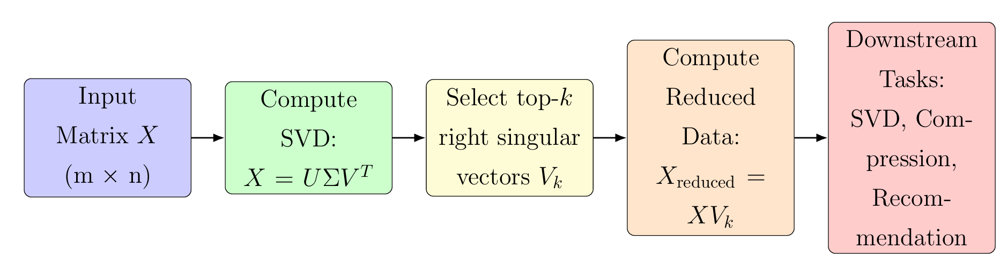 Input
Matrix X
(m × n)
Compute
SVD:
X = UΣV^T
Select top-k
right singular
vectors V_k
Compute
Reduced
Data:
X_reduced =
XV_k
Downstream
Tasks:
SVD, Com-
pression,
Recom-
mendation